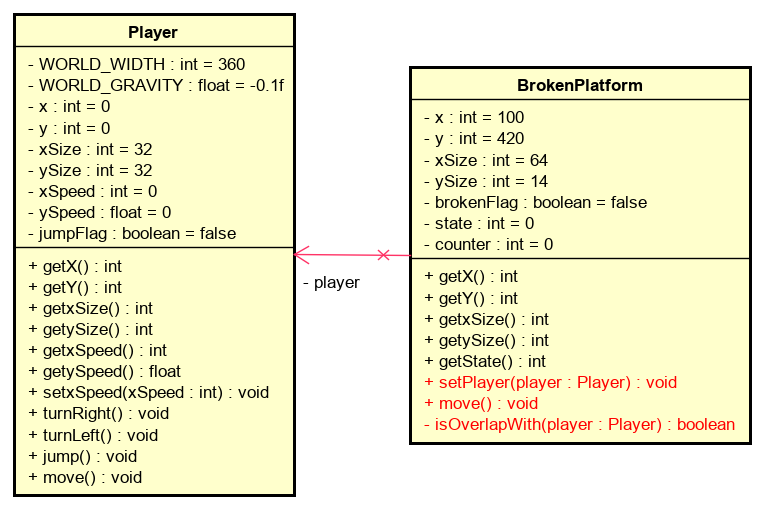 Player
- WORLD_WIDTH : int = 360
- WORLD_GRAVITY : float = -0.1f
- x : int = 0
- y : int = 0
- xSize : int = 32
- ySize : int = 32
- xSpeed : int = 0
- ySpeed : float = 0
- jumpFlag : boolean = false
+ getX() : int
+ getY() : int
+ getxSize() : int
+ getySize() : int
+ getxSpeed() : int
+ getySpeed() : float
+ setxSpeed(xSpeed : int) : void
+ turnRight() : void
+ turnLeft() : void
+ jump() : void
+ move() : void
- player
BrokenPlatform
- x : int = 100
- y : int = 420
- xSize : int = 64
- ySize : int = 14
- brokenFlag : boolean = false
- state : int = 0
- counter : int = 0
+ getX() : int
+ getY() : int
+ getxSize() : int
+ getySize() : int
+ getState() : int
+ setPlayer(player : Player) : void
+ move() : void
- isOverlapWith(player : Player) : boolean